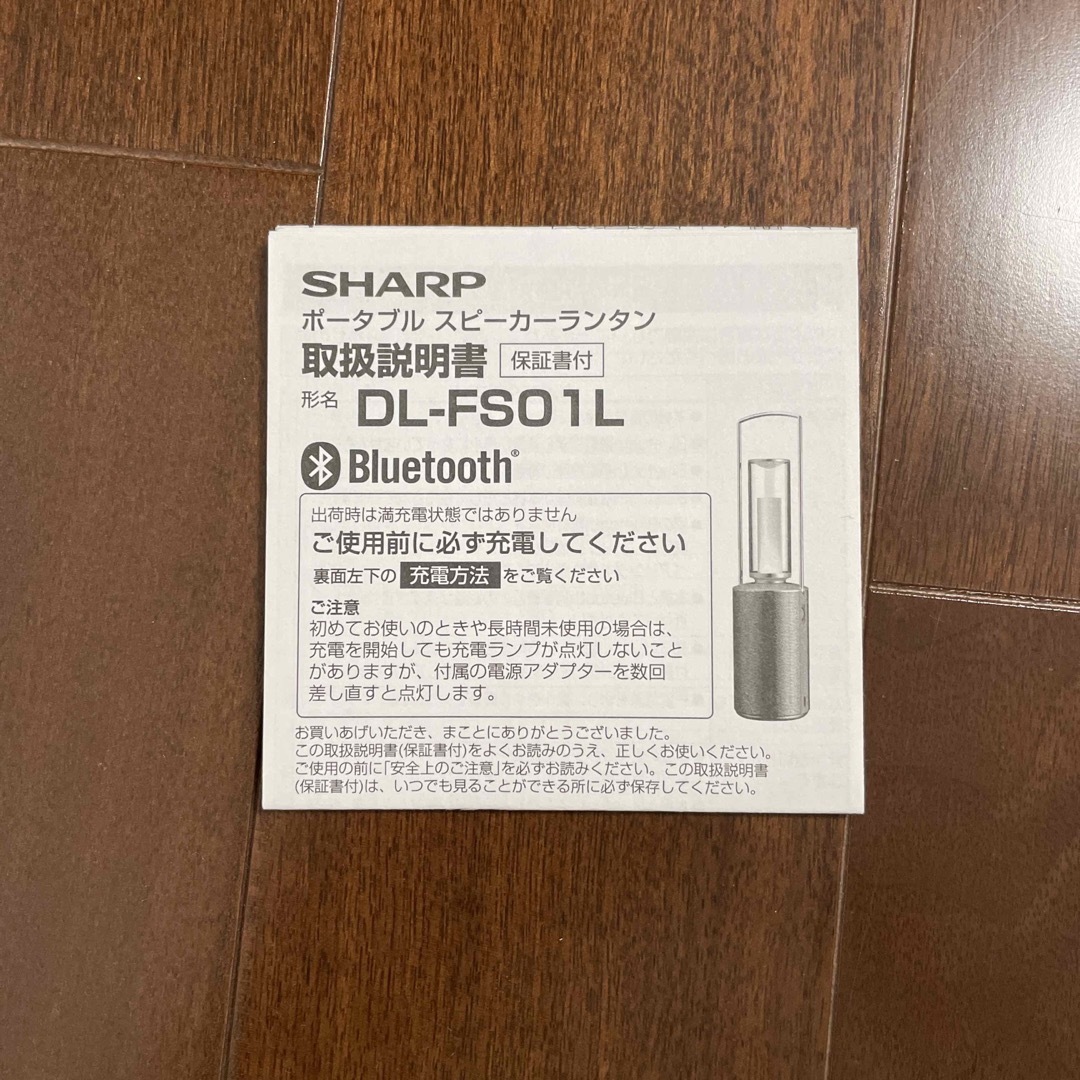 SHARP
ポータブル スピーカーランタン
取扱説明書 保証書付
形名 DL-FS01L
Bluetooth®
出荷時は満充電状態ではありません
ご使用前に必ず充電してください
裏面左下の 充電方法 をご覧ください
ご注意
初めてお使いのときや長時間未使用の場合は、
充電を開始しても充電ランプが点灯しないこと
がありますが、付属の電源アダプターを数回
差し直すと点灯します。
お買いあげいただき、まことにありがとうございました。
この取扱説明書(保証書付)をよくお読みのうえ、正しくお使いください。
ご使用の前に「安全上のご注意」を必ずお読みください。この取扱説明書
(保証書付)は、いつでも見ることができる所に必ず保存してください。